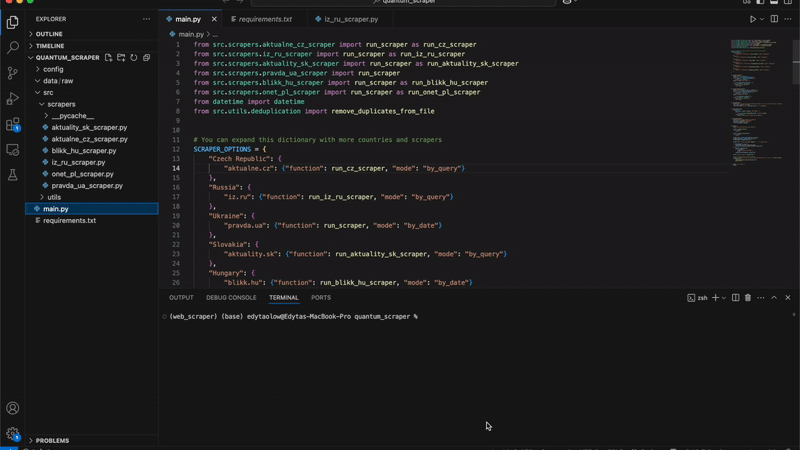 quantum_scraper
EXPLORER
OUTLINE
TIMELINE
QUANTUM_SCRAPER
config
data/raw
src
scrapers
__pycache__
aktuality_sk_scraper.py
aktualne_cz_scraper.py
blikk_hu_scraper.py
iz_ru_scraper.py
onet_pl_scraper.py
pravda_ua_scraper.py
utils
main.py
requirements.txt
PROBLEMS
main.py
requirements.txt
iz_ru_scraper.py
main.py > ...
1 from src.scrapers.aktualne_cz_scraper import run_scraper as run_cz_scraper
2 from src.scrapers.iz_ru_scraper import run_scraper as run_iz_ru_scraper
3 from src.scrapers.aktuality_sk_scraper import run_scraper as run_aktuality_sk_scraper
4 from src.scrapers.pravda_ua_scraper import run_scraper
5 from src.scrapers.blikk_hu_scraper import run_scraper as run_blikk_hu_scraper
6 from src.scrapers.onet_pl_scraper import run_scraper as run_onet_pl_scraper
7 from datetime import datetime
8 from src.utils.deduplication import remove_duplicates_from_file
9
10
11 # You can expand this dictionary with more countries and scrapers
12 SCRAPER_OPTIONS = {
13 "Czech Republic": {
14 "aktualne.cz": {"function": run_cz_scraper, "mode": "by_query"}
15 },
16 "Russia": {
17 "iz.ru": {"function": run_iz_ru_scraper, "mode": "by_query"}
18 },
19 "Ukraine": {
20 "pravda.ua": {"function": run_scraper, "mode": "by_date"}
21 },
22 "Slovakia": {
23 "aktuality.sk": {"function": run_aktuality_sk_scraper, "mode": "by_query"}
24 },
25 "Hungary": {
26 "blikk.hu": {"function": run_blikk_hu_scraper, "mode": "by_date"}
OUTPUT DEBUG CONSOLE TERMINAL PORTS
zsh
(web_scraper) (base) edytaolow@Edytas-MacBook-Pro quantum_scraper %